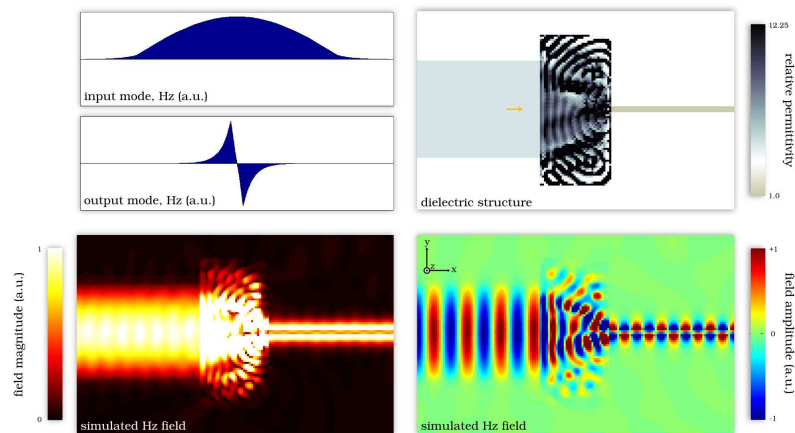 input mode, Hz (a.u.)
output mode, Hz (a.u.)
dielectric structure
12.25
relative permittivity
1.0
1
field magnitude (a.u.)
0
simulated Hz field
y
z
x
simulated Hz field
+1
field amplitude (a.u.)
-1